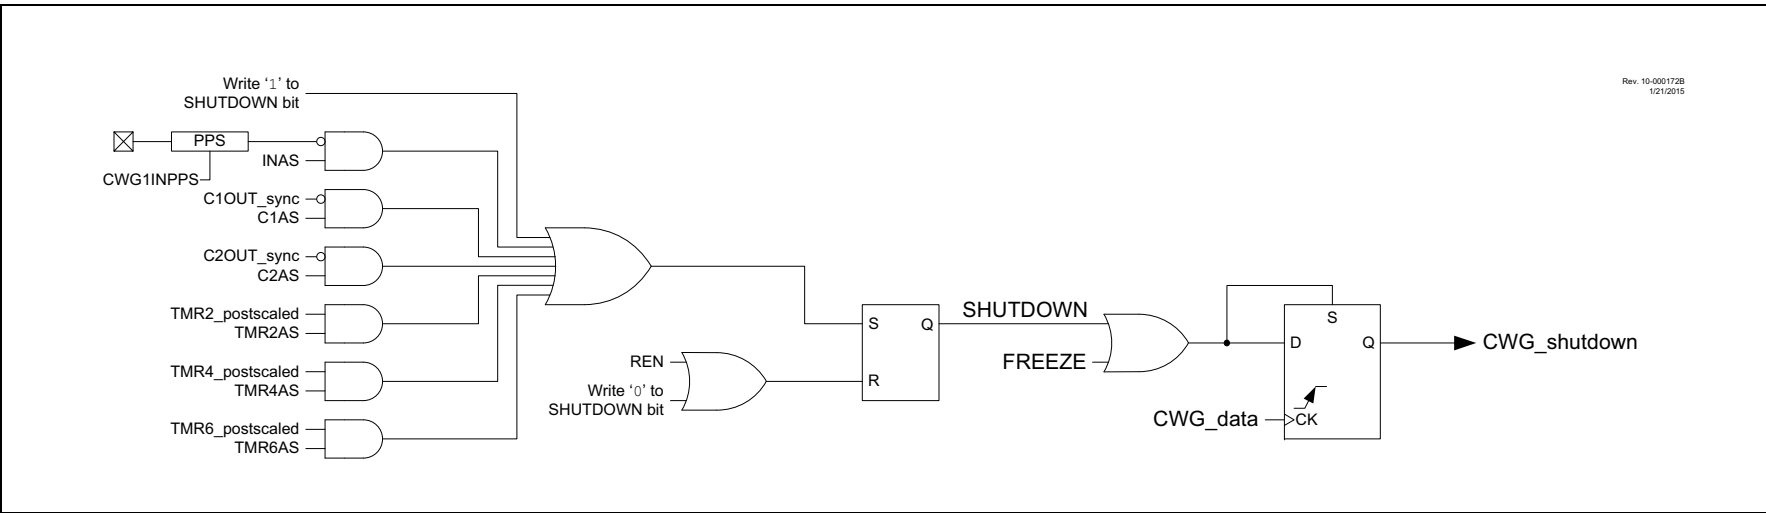 Write ‘1’ to
SHUTDOWN bit
Rev. 10-000172B
1/21/2015
PPS
INAS
CWG1INPPS
C1OUT_sync
C1AS
C2OUT_sync
C2AS
TMR2_postscaled
TMR2AS
TMR4_postscaled
TMR4AS
TMR6_postscaled
TMR6AS
S
Q
R
REN
Write ‘0’ to
SHUTDOWN bit
SHUTDOWN
FREEZE
S
D
Q
CK
CWG_data
CWG_shutdown